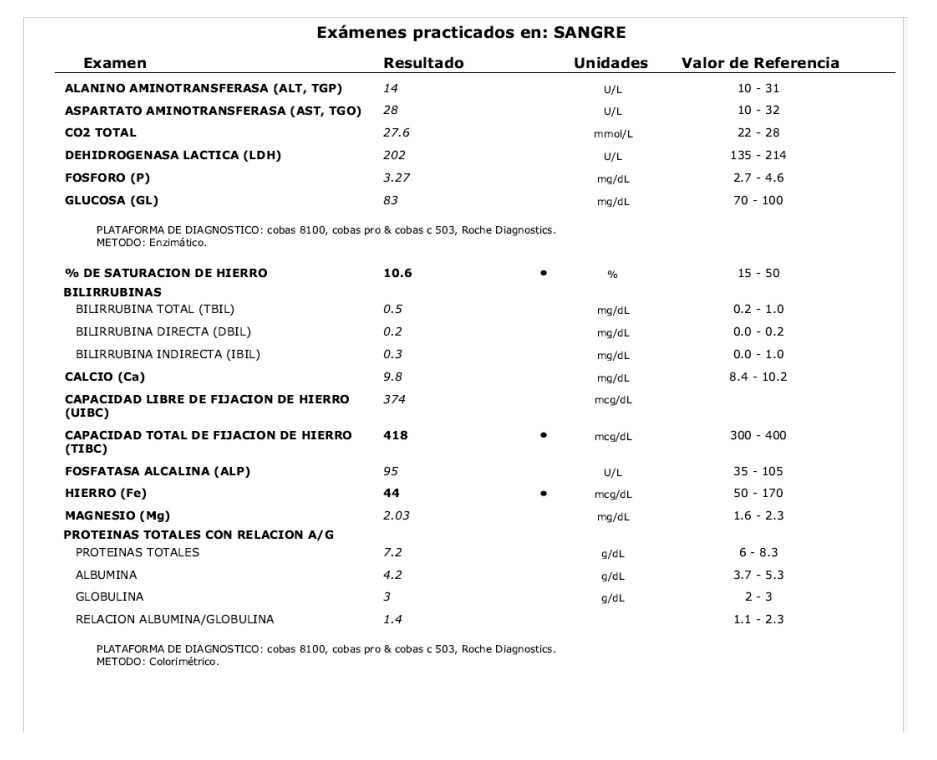 Exámenes practicados en: SANGRE
Examen Resultado Unidades Valor de Referencia
ALANINO AMINOTRANSFERASA (ALT, TGP) 14 U/L 10 - 31
ASPARTATO AMINOTRANSFERASA (AST, TGO) 28 U/L 10 - 32
CO2 TOTAL 27.6 mmol/L 22 - 28
DEHIDROGENASA LACTICA (LDH) 202 U/L 135 - 214
FOSFORO (P) 3.27 mg/dL 2.7 - 4.6
GLUCOSA (GL) 83 mg/dL 70 - 100
PLATAFORMA DE DIAGNOSTICO: cobas 8100, cobas pro & cobas c 503, Roche Diagnostics.
METODO: Enzimático.
% DE SATURACION DE HIERRO 10.6 • % 15 - 50
BILIRRUBINAS
BILIRRUBINA TOTAL (TBIL) 0.5 mg/dL 0.2 - 1.0
BILIRRUBINA DIRECTA (DBIL) 0.2 mg/dL 0.0 - 0.2
BILIRRUBINA INDIRECTA (IBIL) 0.3 mg/dL 0.0 - 1.0
CALCIO (Ca) 9.8 mg/dL 8.4 - 10.2
CAPACIDAD LIBRE DE FIJACION DE HIERRO 374 mcg/dL
(UIBC)
CAPACIDAD TOTAL DE FIJACION DE HIERRO 418 • mcg/dL 300 - 400
(TIBC)
FOSFATASA ALCALINA (ALP) 95 U/L 35 - 105
HIERRO (Fe) 44 • mcg/dL 50 - 170
MAGNESIO (Mg) 2.03 mg/dL 1.6 - 2.3
PROTEINAS TOTALES CON RELACION A/G
PROTEINAS TOTALES 7.2 g/dL 6 - 8.3
ALBUMINA 4.2 g/dL 3.7 - 5.3
GLOBULINA 3 g/dL 2 - 3
RELACION ALBUMINA/GLOBULINA 1.4 1.1 - 2.3
PLATAFORMA DE DIAGNOSTICO: cobas 8100, cobas pro & cobas c 503, Roche Diagnostics.
METODO: Colorimétrico.